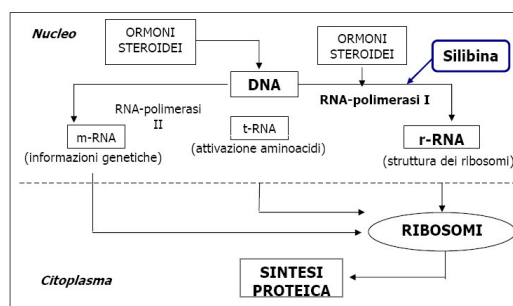 Nucleo
ORMONI
STEROIDEI
ORMONI
STEROIDEI
Silibina
DNA
RNA-polimerasi I
RNA-polimerasi
II
m-RNA
(informazioni genetiche)
t-RNA
(attivazione aminoacidi)
r-RNA
(struttura dei ribosomi)
RIBOSOMI
SINTESI
PROTEICA
Citoplasma